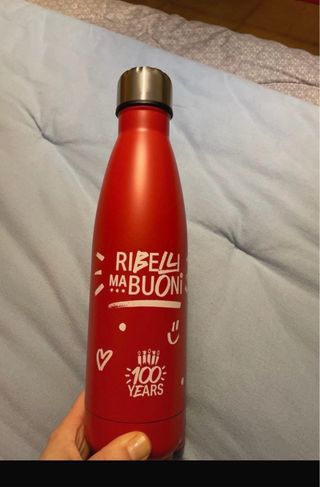 RIBELLI
MA BUONI
100
YEARS